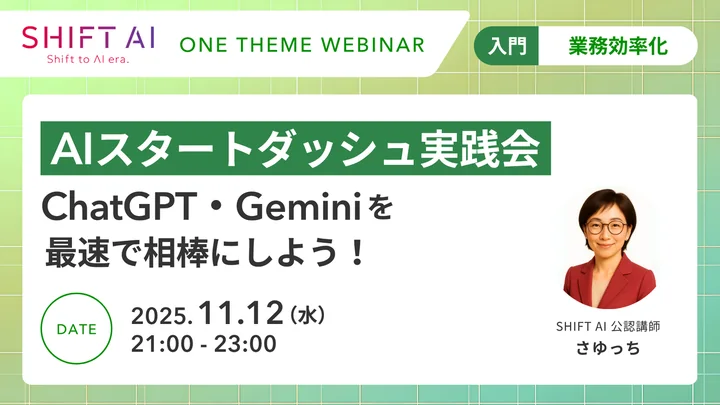 SHIFT AI
Shift to AI era.
ONE THEME WEBINAR
入門
業務効率化
AIスタートダッシュ実践会
ChatGPT・Geminiを
最速で相棒にしよう！
DATE
2025. 11.12（水）
21:00 - 23:00
SHIFT AI 公認講師
さゆっち